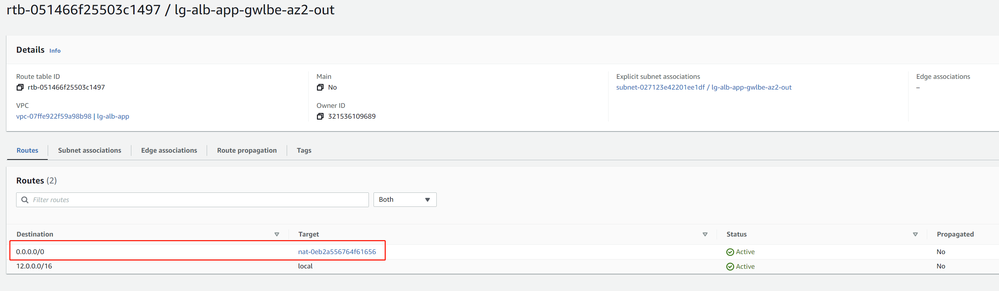 rtb-051466f25503c1497 / lg-alb-app-gwlbe-az2-out
Details Info
Route table ID
rtb-051466f25503c1497
VPC
vpc-07ffe922f59a98b98 | lg-alb-app
Main
No
Owner ID
321536109689
Explicit subnet associations
subnet-027123e42201ee1df / lg-alb-app-gwlbe-az2-out
Edge associations
–
Routes Subnet associations Edge associations Route propagation Tags
Routes (2)
Filter routes Both
Destination Target Status Propagated
0.0.0.0/0 nat-0eb2a556764f61656 Active No
12.0.0.0/16 local Active No